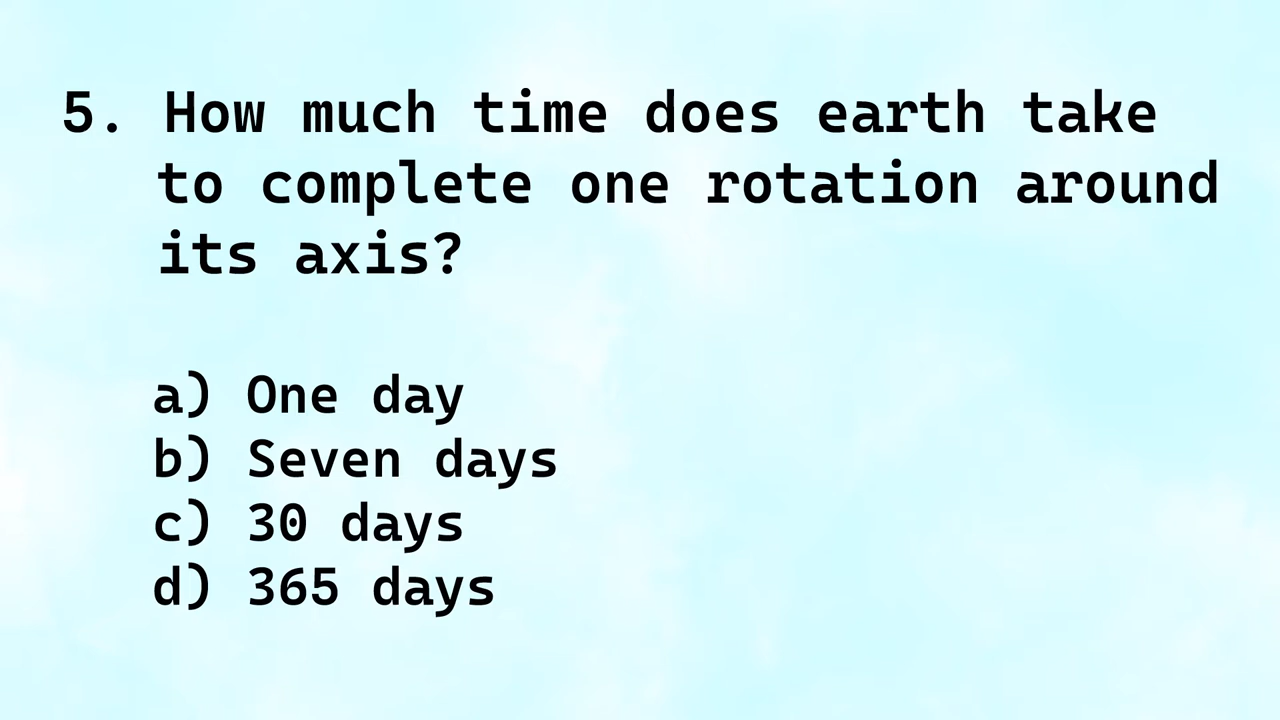 5. How much time does earth take
to complete one rotation around
its axis?
a) One day
b) Seven days
c) 30 days
d) 365 days